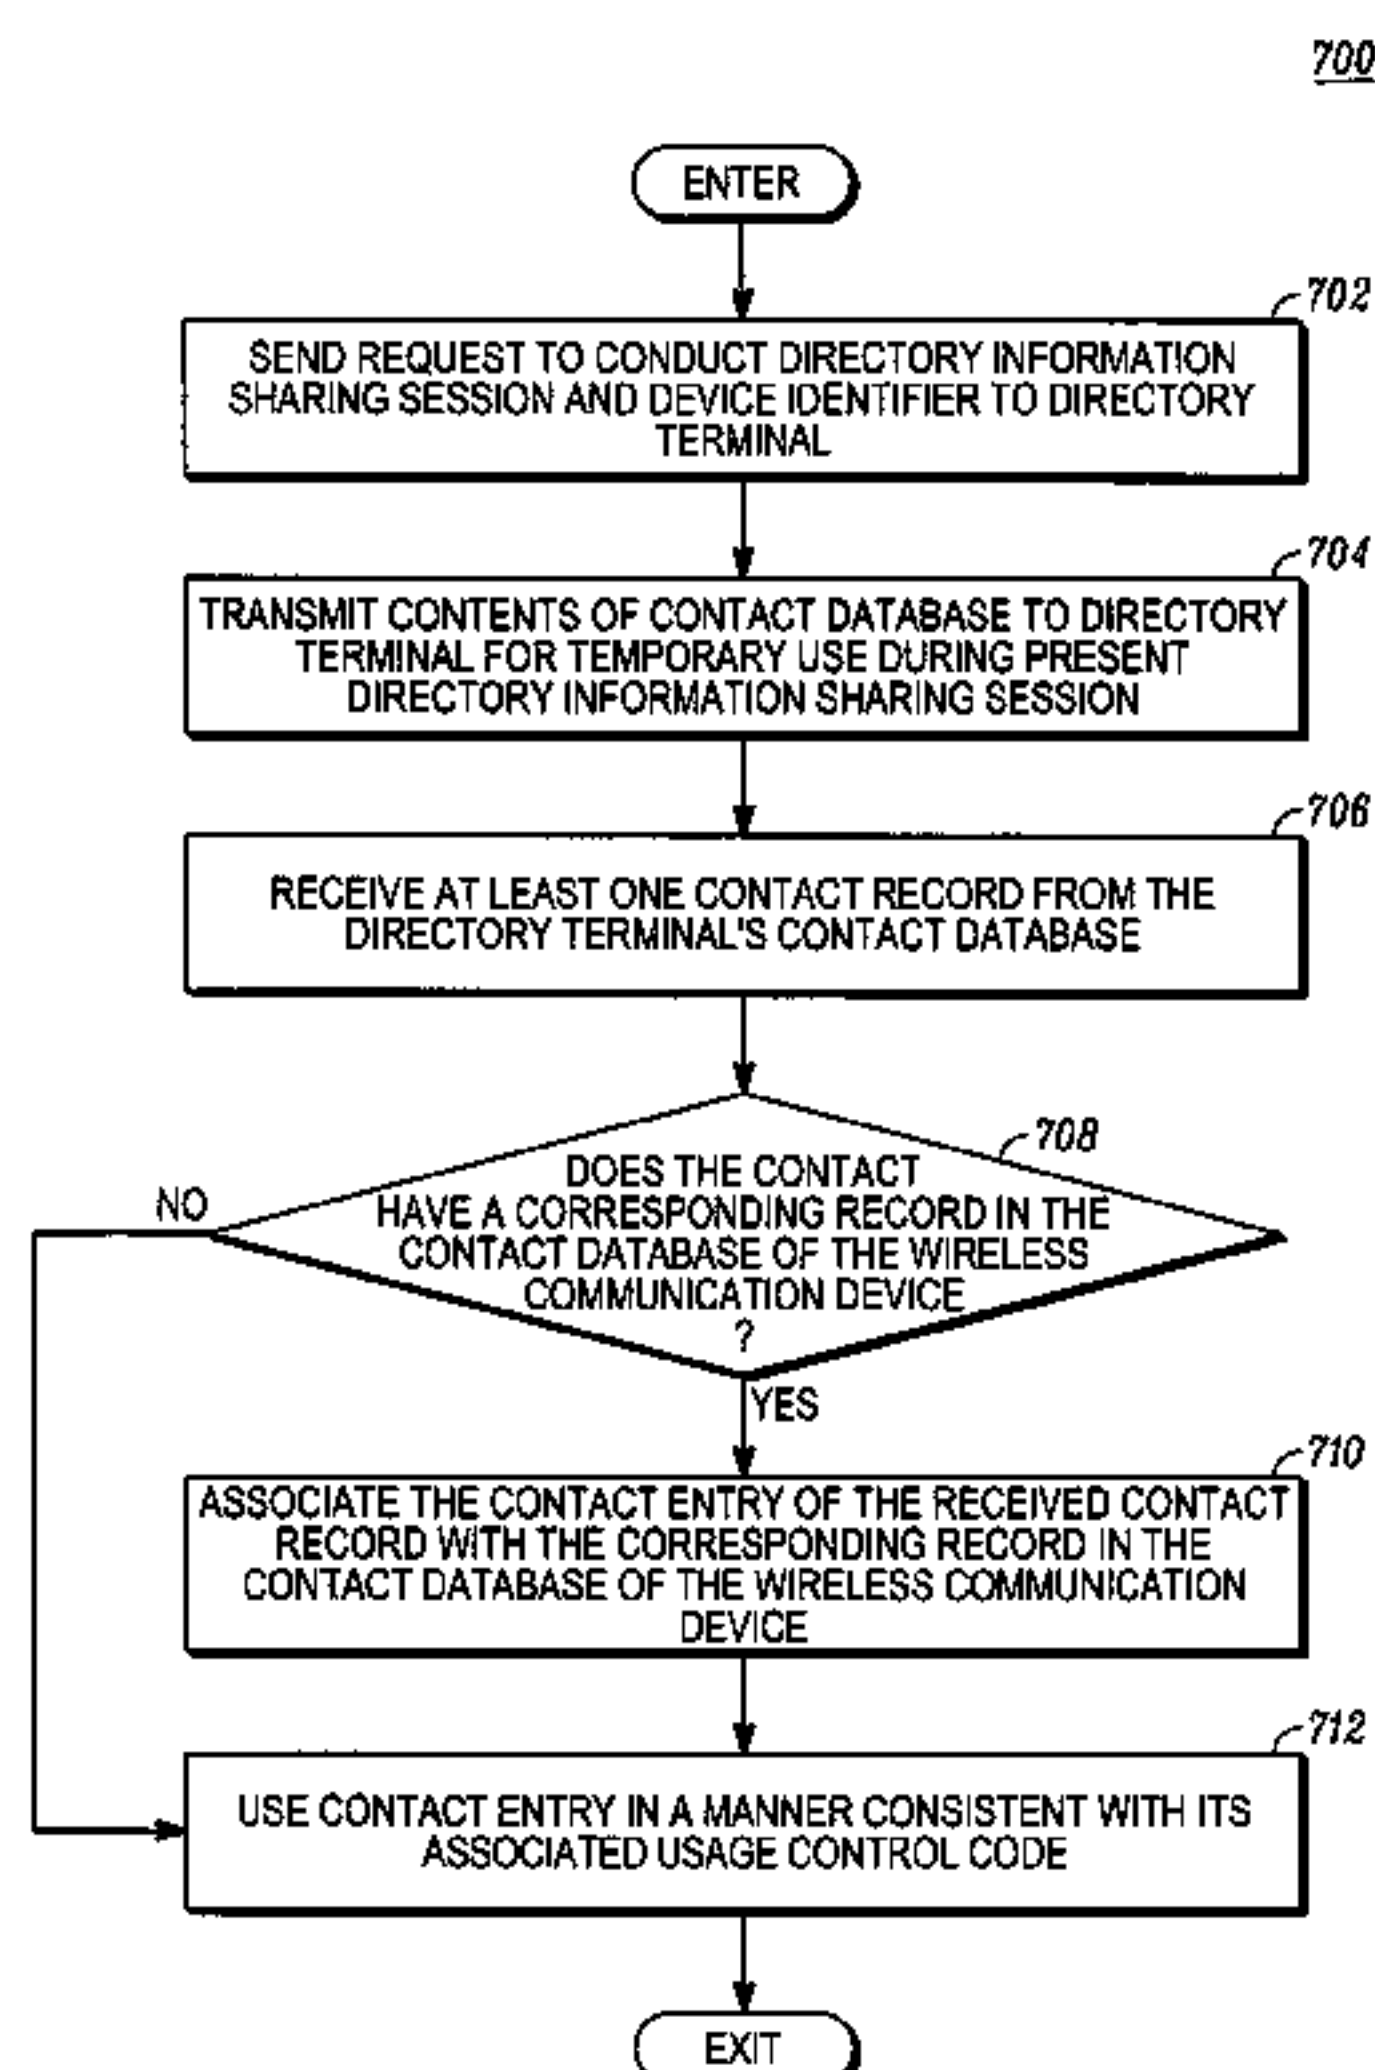 700
ENTER
702
SEND REQUEST TO CONDUCT DIRECTORY INFORMATION
SHARING SESSION AND DEVICE IDENTIFIER TO DIRECTORY
TERMINAL
704
TRANSMIT CONTENTS OF CONTACT DATABASE TO DIRECTORY
TERMINAL FOR TEMPORARY USE DURING PRESENT
DIRECTORY INFORMATION SHARING SESSION
706
RECEIVE AT LEAST ONE CONTACT RECORD FROM THE
DIRECTORY TERMINAL'S CONTACT DATABASE
708
DOES THE CONTACT
HAVE A CORRESPONDING RECORD IN THE
CONTACT DATABASE OF THE WIRELESS
COMMUNICATION DEVICE
?
NO
YES
710
ASSOCIATE THE CONTACT ENTRY OF THE RECEIVED CONTACT
RECORD WITH THE CORRESPONDING RECORD IN THE
CONTACT DATABASE OF THE WIRELESS COMMUNICATION
DEVICE
712
USE CONTACT ENTRY IN A MANNER CONSISTENT WITH ITS
ASSOCIATED USAGE CONTROL CODE
EXIT